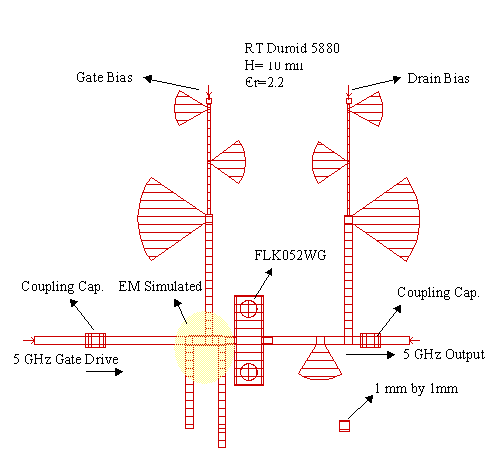 RT Duroid 5880
H= 10 mil
Єr=2.2
Gate Bias
Drain Bias
FLK052WG
Coupling Cap.
EM Simulated
Coupling Cap.
5 GHz Gate Drive
5 GHz Output
1 mm by 1mm